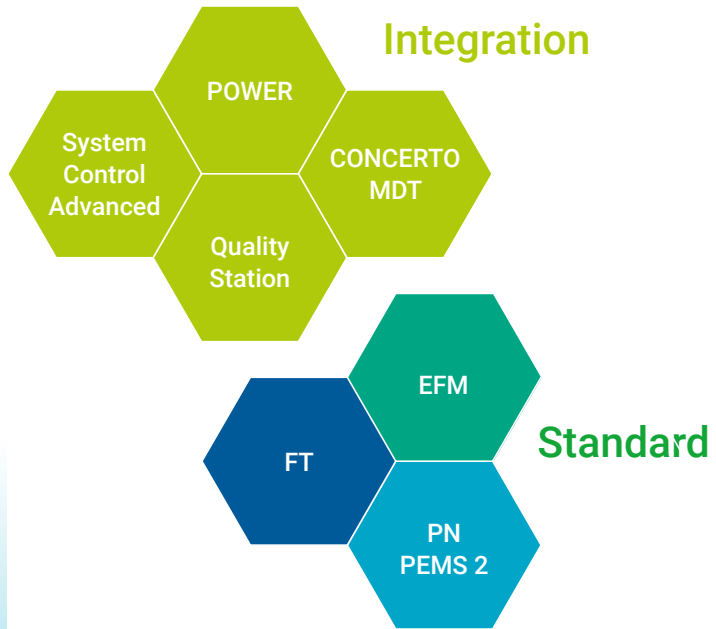 Integration
POWER
System
Control
Advanced
CONCERTO
MDT
Quality
Station
EFM
Standard
FT
PN
PEMS 2